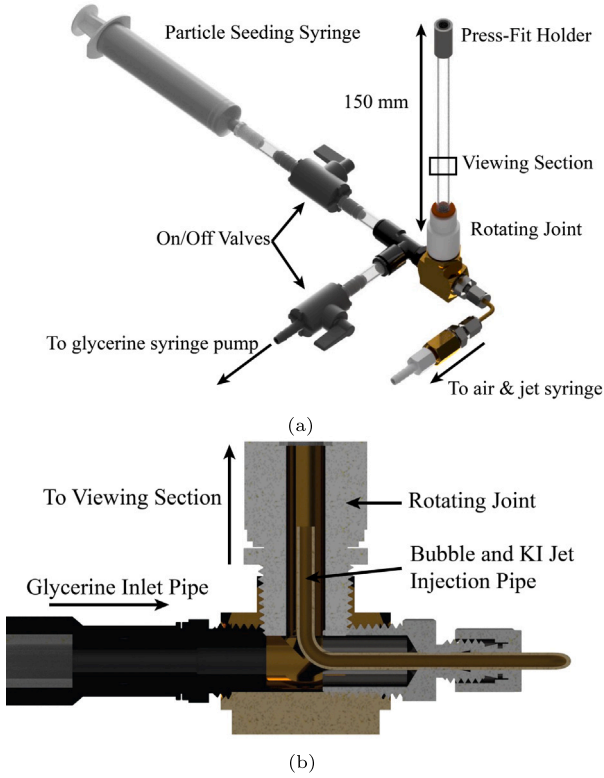 Particle Seeding Syringe
Press-Fit Holder
150 mm
Viewing Section
Rotating Joint
On/Off Valves
To glycerine syringe pump
To air & jet syringe
(a)
To Viewing Section
Rotating Joint
Bubble and KI Jet
Injection Pipe
Glycerine Inlet Pipe
(b)